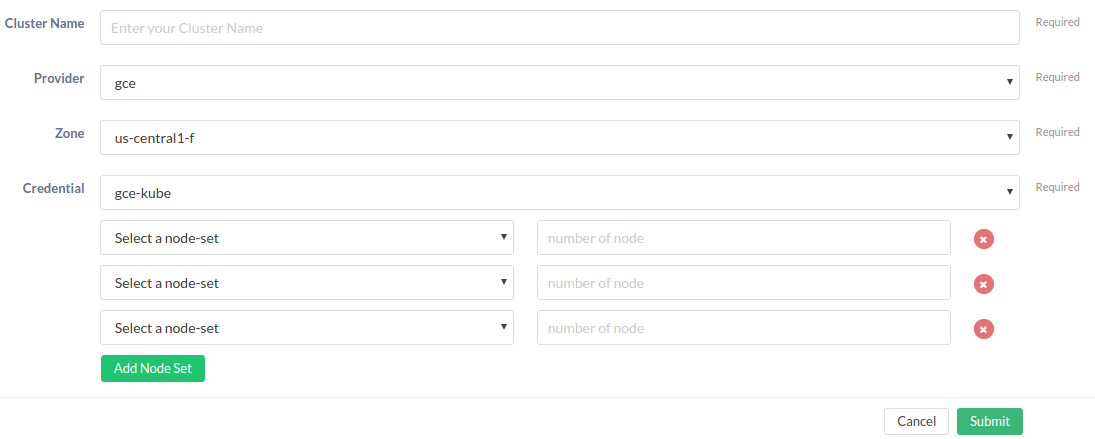 Cluster Name
Enter your Cluster Name
Required
Provider
gce
Required
Zone
us-central1-f
Required
Credential
gce-kube
Required
Select a node-set
number of node
Select a node-set
number of node
Select a node-set
number of node
Add Node Set
Cancel
Submit